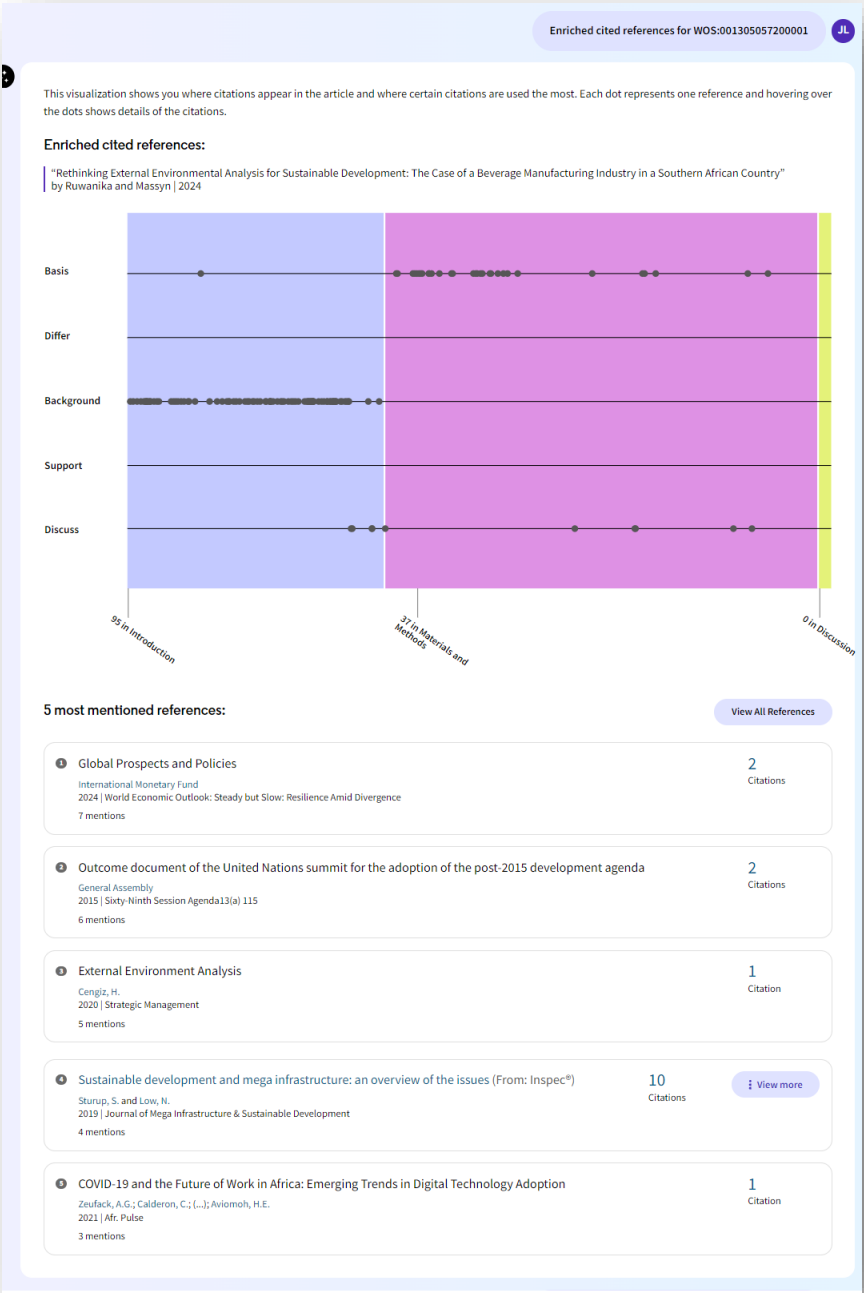 Enriched cited references for WOS:001305057200001
JL
This visualization shows you where citations appear in the article and where certain citations are used the most. Each dot represents one reference and hovering over
the dots shows details of the citations.
Enriched cited references:
“Rethinking External Environmental Analysis for Sustainable Development: The Case of a Beverage Manufacturing Industry in a Southern African Country”
by Ruwanika and Massyn | 2024
Basis
Differ
Background
Support
Discuss
95 in Introduction
37 in Materials and
Methods
0 in Discussion
5 most mentioned references:
View All References
1
Global Prospects and Policies
2
Citations
International Monetary Fund
2024 | World Economic Outlook: Steady but Slow: Resilience Amid Divergence
7 mentions
2
Outcome document of the United Nations summit for the adoption of the post-2015 development agenda
2
Citations
General Assembly
2015 | Sixty-Ninth Session Agenda13(a) 115
6 mentions
3
External Environment Analysis
1
Citation
Cengiz, H.
2020 | Strategic Management
5 mentions
4
Sustainable development and mega infrastructure: an overview of the issues (From: Inspec®)
10
Citations
View more
Sturup, S. and Low, N.
2019 | Journal of Mega Infrastructure & Sustainable Development
4 mentions
5
COVID-19 and the Future of Work in Africa: Emerging Trends in Digital Technology Adoption
1
Citation
Zeufack, A.G.; Calderon, C.; (...); Aviomoh, H.E.
2021 | Afr. Pulse
3 mentions